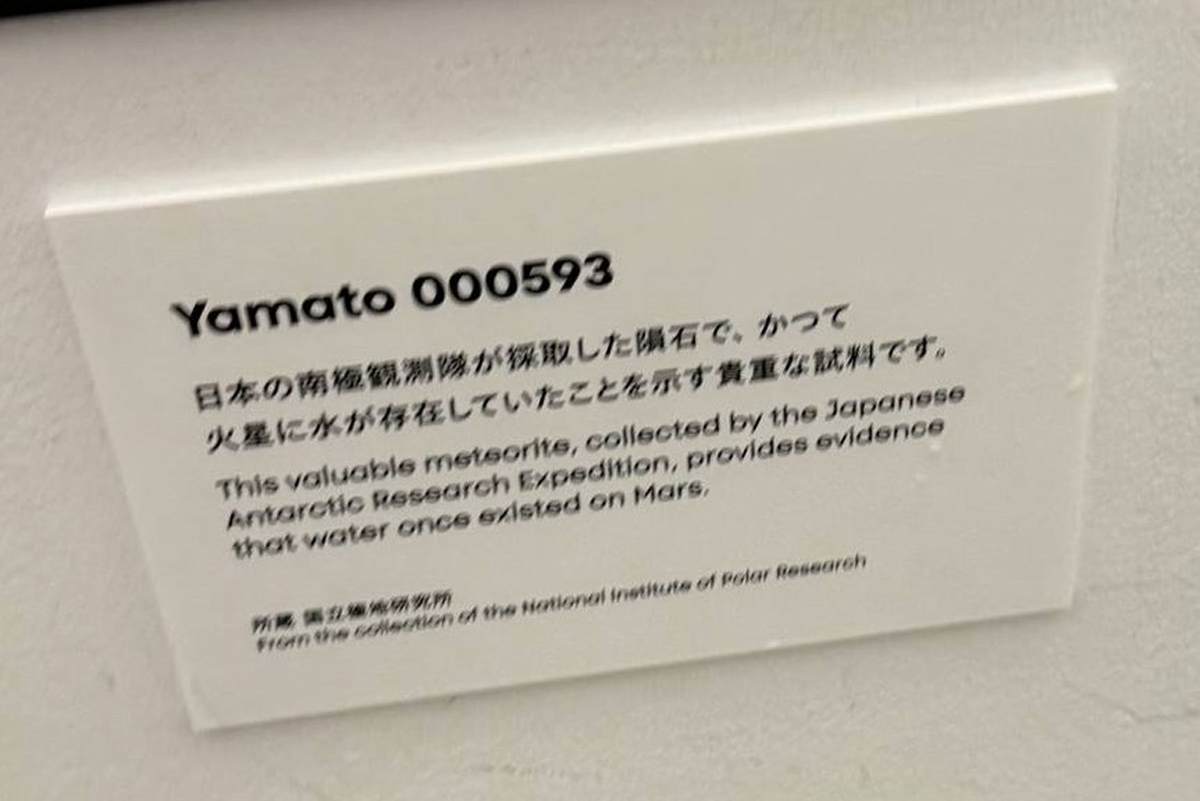 Yamato 000593
日本の南極観測隊が採取した隕石で、かつて
火星に水が存在していたことを示す貴重な試料です。
This valuable meteorite, collected by the Japanese
Antarctic Research Expedition, provides evidence
that water once existed on Mars.
所蔵 国立極地研究所
From the collection of the National Institute of Polar Research